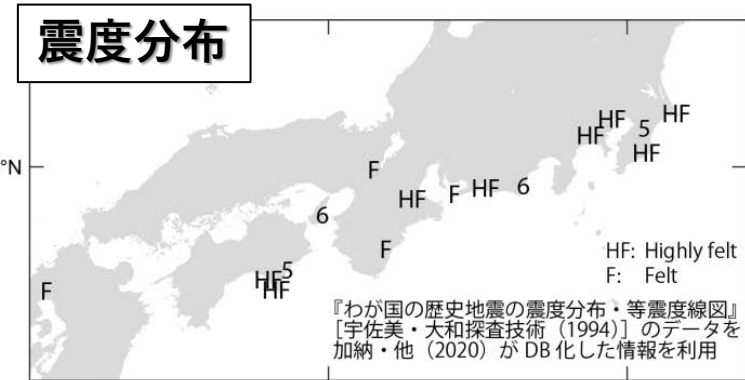 震度分布
HF
HF
5
HF
HF
°N
F
HF
F
HF
6
6
F
HF: Highly felt
F: Felt
HF
5
HF
F
『わが国の歴史地震の震度分布・等震度線図』
[宇佐美・大和探査技術（1994）] のデータを
加納・他（2020）が DB 化した情報を利用